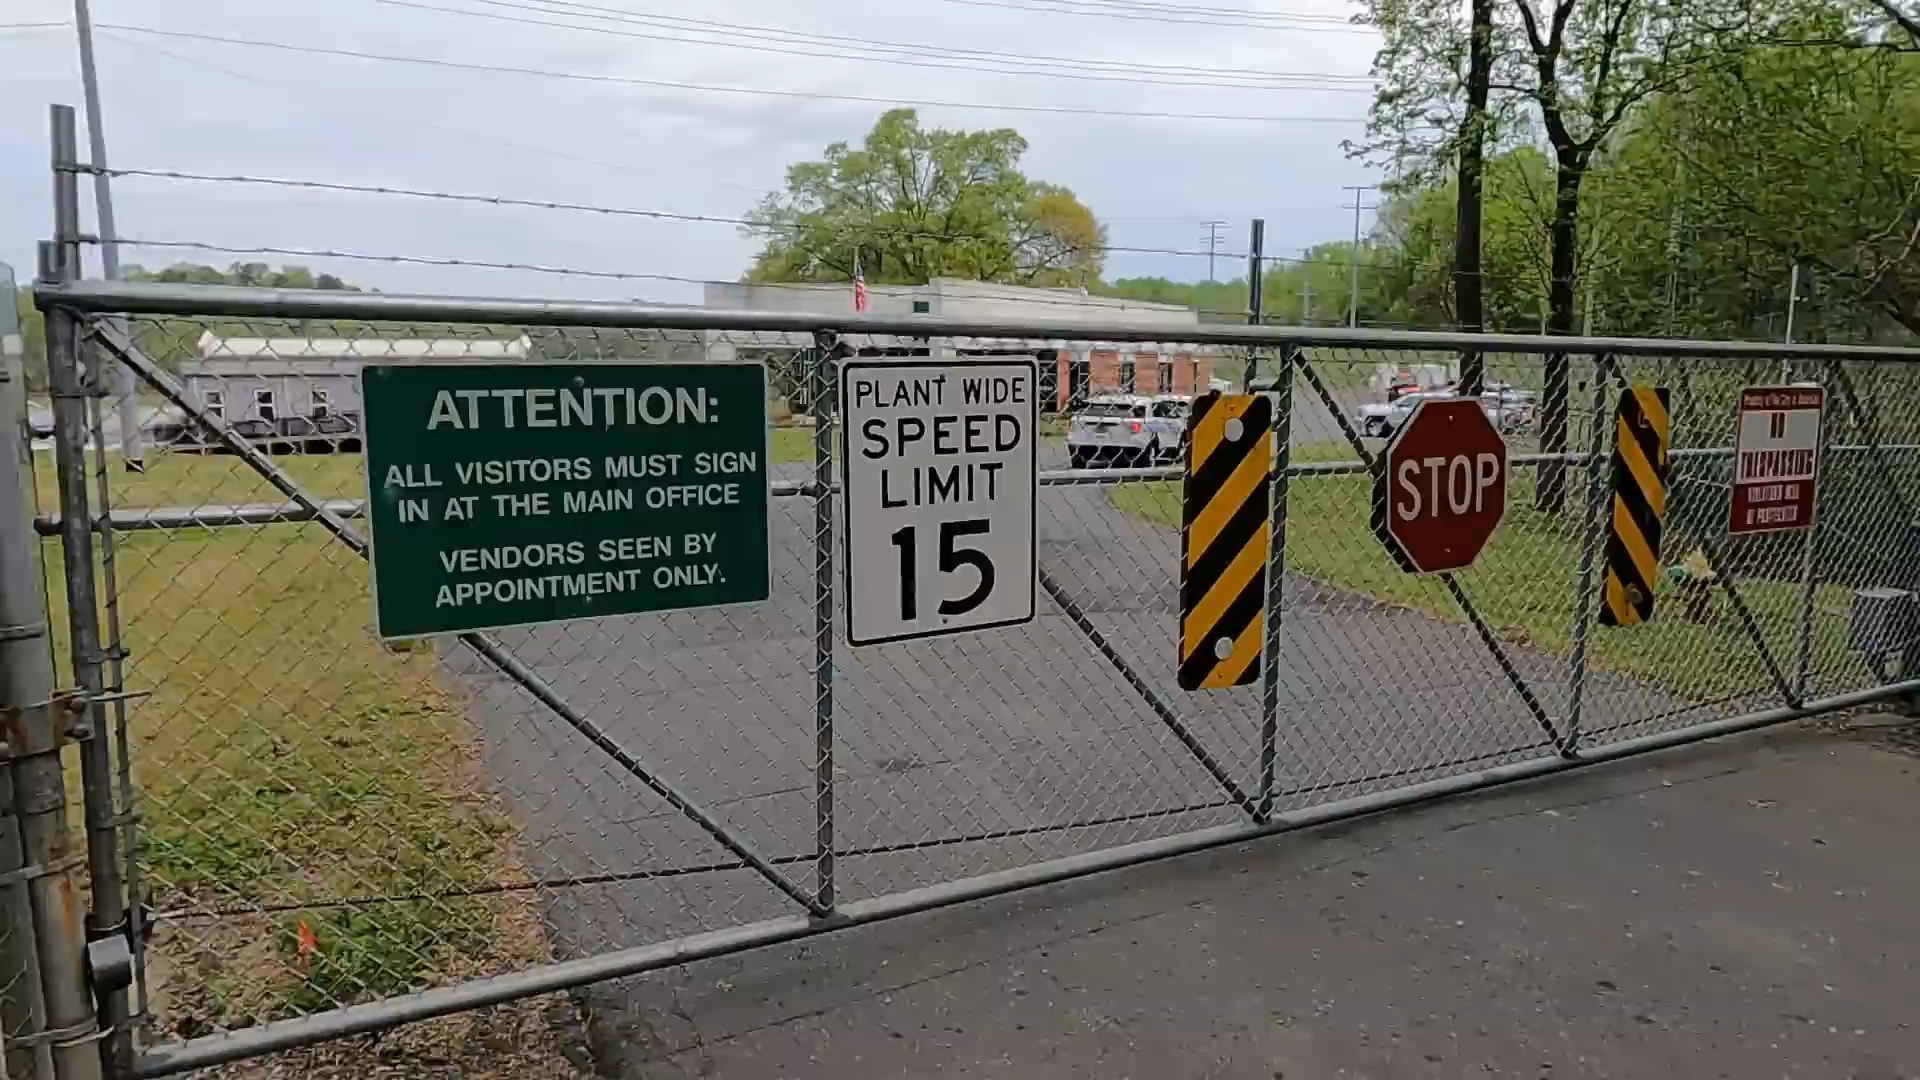 ATTENTION:
ALL VISITORS MUST SIGN
IN AT THE MAIN OFFICE
VENDORS SEEN BY
APPOINTMENT ONLY.
PLANT WIDE
SPEED
LIMIT
15
STOP
TRESPASSING